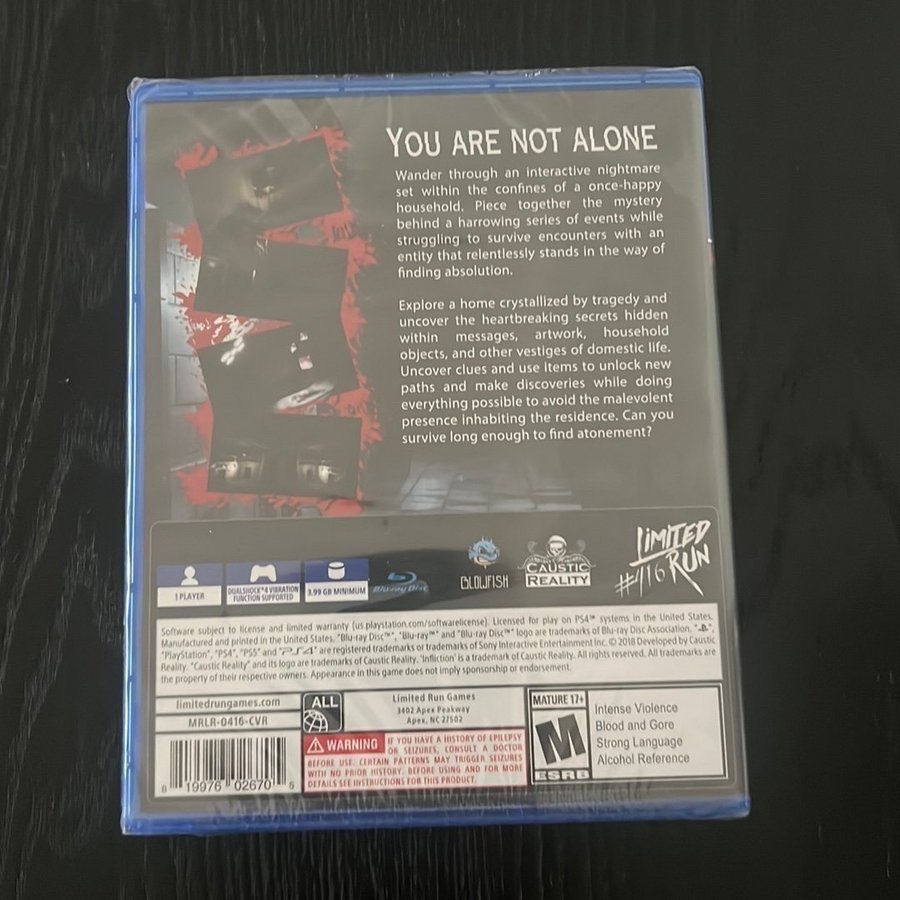 YOU ARE NOT ALONE
Wander through an interactive nightmare
set within the confines of a once-happy
household. Piece together the mystery
behind a harrowing series of events while
struggling to survive encounters with an
entity that relentlessly stands in the way of
finding absolution.
Explore a home crystallized by tragedy and
uncover the heartbreaking secrets hidden
within messages, artwork, household
objects, and other vestiges of domestic life.
Uncover clues and use items to unlock new
paths and make discoveries while doing
everything possible to avoid the malevolent
presence inhabiting the residence. Can you
survive long enough to find atonement?
1 PLAYER
DUALSHOCK®4 VIBRATION
FUNCTION SUPPORTED
3.99 GB MINIMUM
Blu-ray Disc
BLOWFISH
CAUSTIC
REALITY
LIMITED
RUN
#416
Software subject to license and limited warranty (us.playstation.com/softwarelicense). Licensed for play on PS4™ systems in the United States.
Manufactured and printed in the United States. "Blu-ray Disc™", "Blu-ray™" and "Blu-ray Disc™" logo are trademarks of Blu-ray Disc Association.
"PlayStation", "PS4", "PS5" and "PS4" are registered trademarks or trademarks of Sony Interactive Entertainment Inc. © 2018 Developed by Caustic
Reality. "Caustic Reality" and its logo are trademarks of Caustic Reality. 'Infliction' is a trademark of Caustic Reality. All rights reserved. All trademarks are
the property of their respective owners. Appearance in this game does not imply sponsorship or endorsement.
limitedrungames.com
MRLR-0416-CVR
ALL
Limited Run Games
3402 Apex Peakway
Apex, NC 27502
WARNING IF YOU HAVE A HISTORY OF EPILEPSY
OR SEIZURES, CONSULT A DOCTOR
BEFORE USE. CERTAIN PATTERNS MAY TRIGGER SEIZURES
WITH NO PRIOR HISTORY. BEFORE USING AND FOR MORE
DETAILS SEE INSTRUCTIONS FOR THIS PRODUCT.
MATURE 17+
M
ESRB
Intense Violence
Blood and Gore
Strong Language
Alcohol Reference
8 19976 02670 5